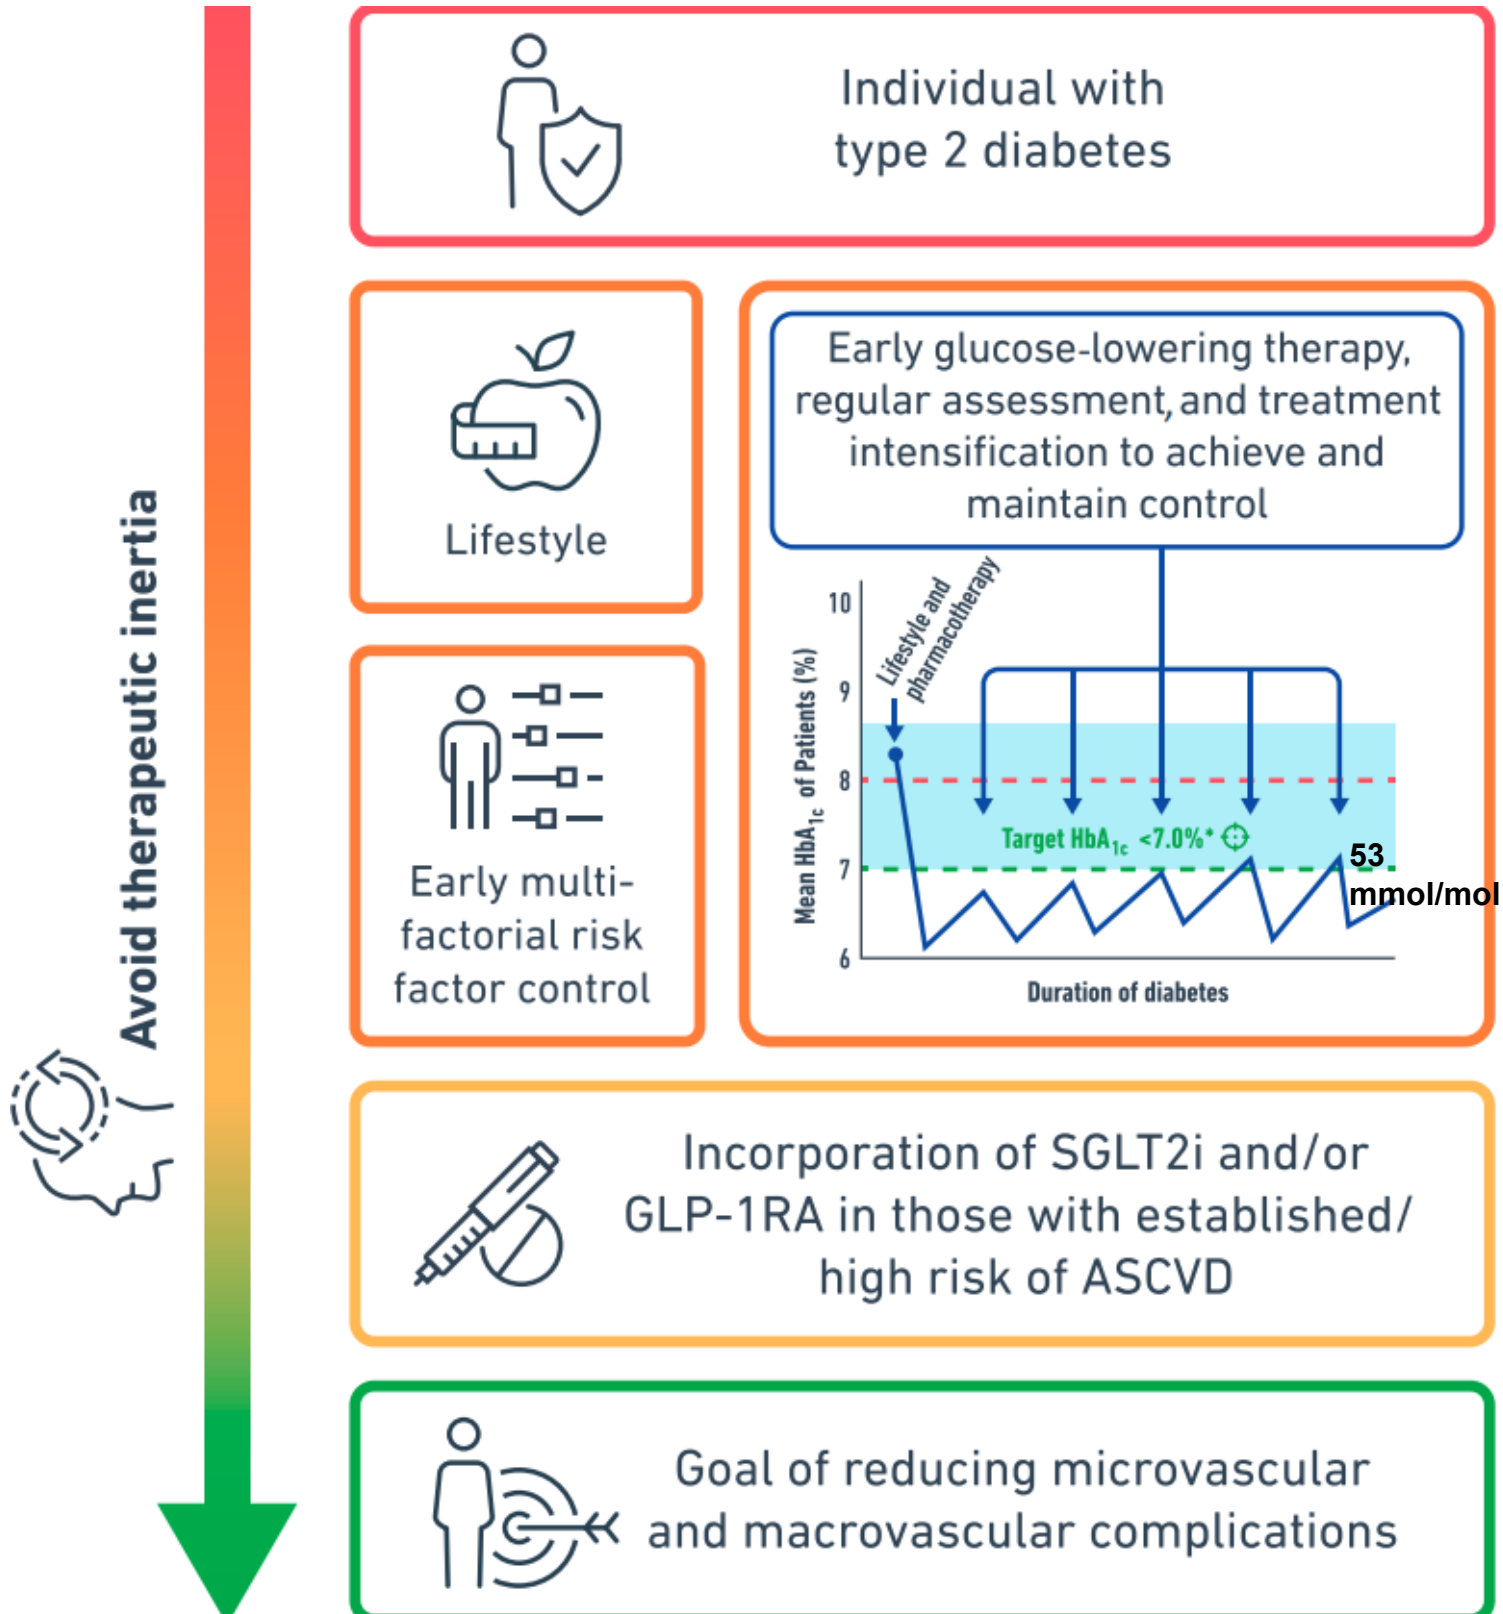 Individual with
type 2 diabetes
Avoid therapeutic inertia
Lifestyle
Early multi-
factorial risk
factor control
Early glucose-lowering therapy,
regular assessment, and treatment
intensification to achieve and
maintain control
Lifestyle and
pharmacotherapy
Mean HbA1c of Patients (%)
10
9
8
7
6
Target HbA1c <7.0%*
53
mmol/mol
Duration of diabetes
Incorporation of SGLT2i and/or
GLP-1RA in those with established/
high risk of ASCVD
Goal of reducing microvascular
and macrovascular complications